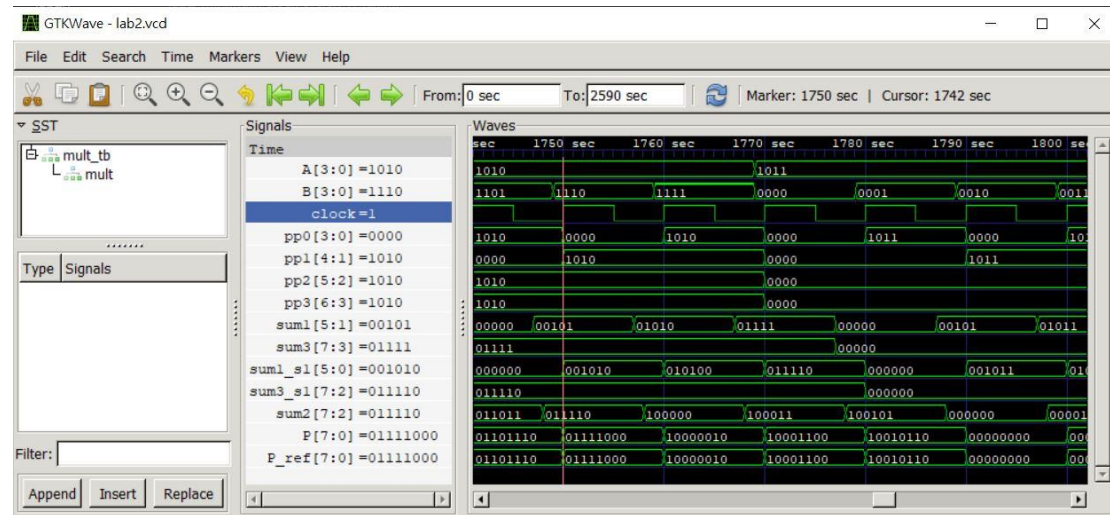 GTKWave - lab2.vcd
File Edit Search Time Markers View Help
From: 0 sec To: 2590 sec Marker: 1750 sec | Cursor: 1742 sec
SST
mult_tb
mult
Type Signals
Filter:
Append Insert Replace
Signals
Time
A[3:0] =1010
B[3:0] =1110
clock=1
pp0[3:0] =0000
pp1[4:1] =1010
pp2[5:2] =1010
pp3[6:3] =1010
sum1[5:1] =00101
sum3[7:3] =01111
sum1_s1[5:0] =001010
sum3_s1[7:2] =011110
sum2[7:2] =011110
P[7:0] =01111000
P_ref[7:0] =01111000
Waves
sec 1750 sec 1760 sec 1770 sec 1780 sec 1790 sec 1800 se
1010 1011
1101 1110 1111 0000 0001 0010 0011
1010 0000 1010 0000 1011 0000 10
0000 1010 0000 1011
1010 0000
1010 0000
00000 00101 01010 01111 00000 00101 01011
01111 00000
000000 001010 010100 011110 000000 001011 01
011110 000000
011011 011110 100000 100011 100101 000000 00001
01101110 01111000 10000010 10001100 10010110 00000000 00
01101110 01111000 10000010 10001100 10010110 00000000 00